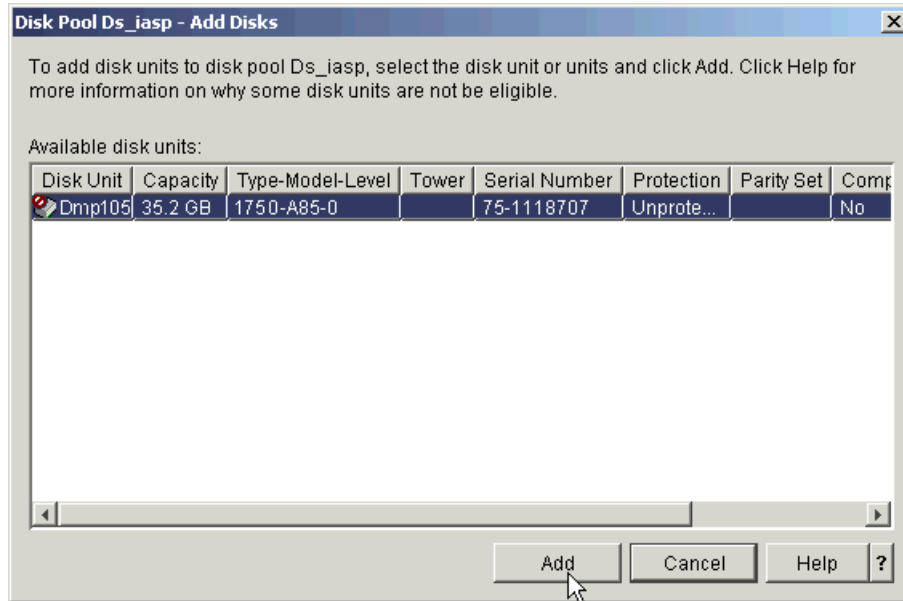 Disk Pool Ds_iasp - Add Disks
To add disk units to disk pool Ds_iasp, select the disk unit or units and click Add. Click Help for
more information on why some disk units are not be eligible.
Available disk units:
Disk Unit Capacity Type-Model-Level Tower Serial Number Protection Parity Set Comp
Dmp105 35.2 GB 1750-A85-0 75-1118707 Unprote... No
Add Cancel Help ?